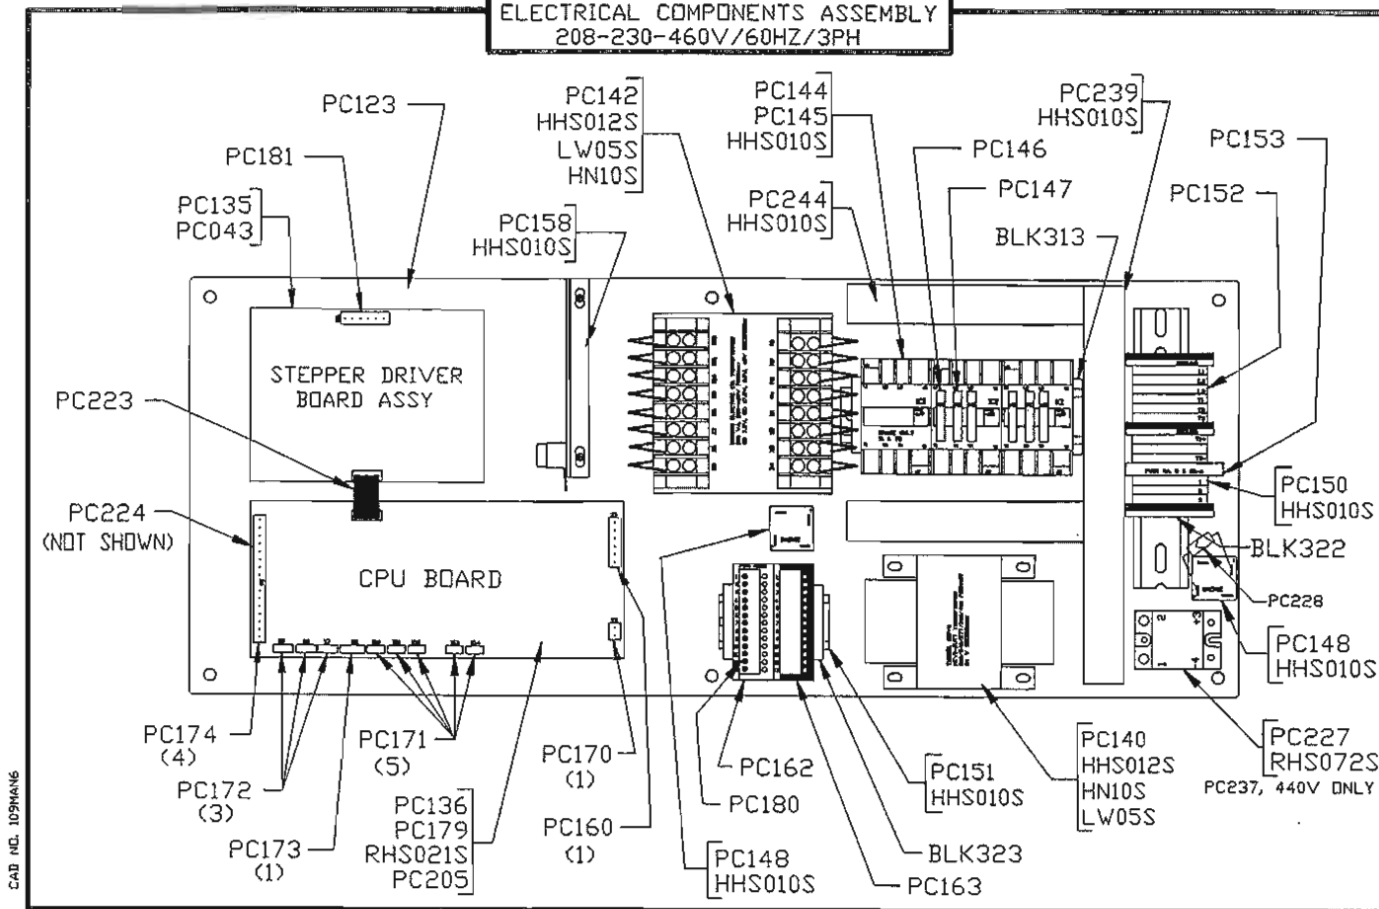 ELECTRICAL COMPONENTS ASSEMBLY
208-230-460V/60HZ/3PH
PC123
PC181
PC135
PC043
PC158
HHS010S
PC142
HHS012S
LW05S
HN10S
PC144
PC145
HHS010S
PC244
HHS010S
PC146
PC147
BLK313
PC239
HHS010S
PC153
PC152
STEPPER DRIVER
BOARD ASSY
PC223
PC224
(NOT SHOWN)
CPU BOARD
PC150
HHS010S
BLK322
PC228
PC148
HHS010S
2
+3
1
-4
PC174
(4)
PC172
(3)
PC173
(1)
PC171
(5)
PC136
PC179
RHS021S
PC205
PC170
(1)
PC160
(1)
PC162
PC180
PC148
HHS010S
PC151
HHS010S
BLK323
PC163
PC140
HHS012S
HN10S
LW05S
PC227
RHS072S
PC237, 440V ONLY
CAD NO. 109MAN6